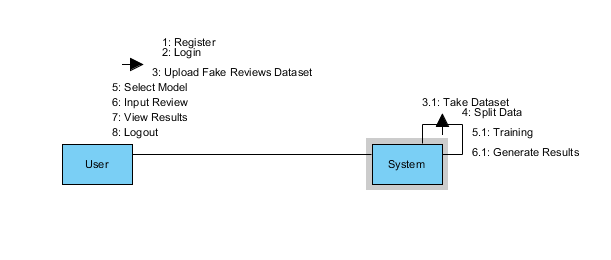 1: Register
2: Login
3: Upload Fake Reviews Dataset
5: Select Model
6: Input Review
7: View Results
8: Logout
3.1: Take Dataset
4: Split Data
5.1: Training
6.1: Generate Results
User
System